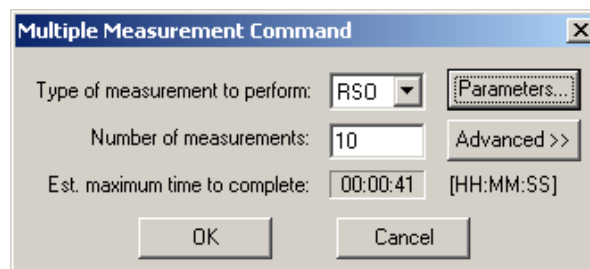 Multiple Measurement Comman
Type of measurement to perform: RSO Parameters...
Number of measurements: 10 Advanced >>
Est. maximum time to complete: 00:00:41 [HH:MM:SS]
OK Cancel